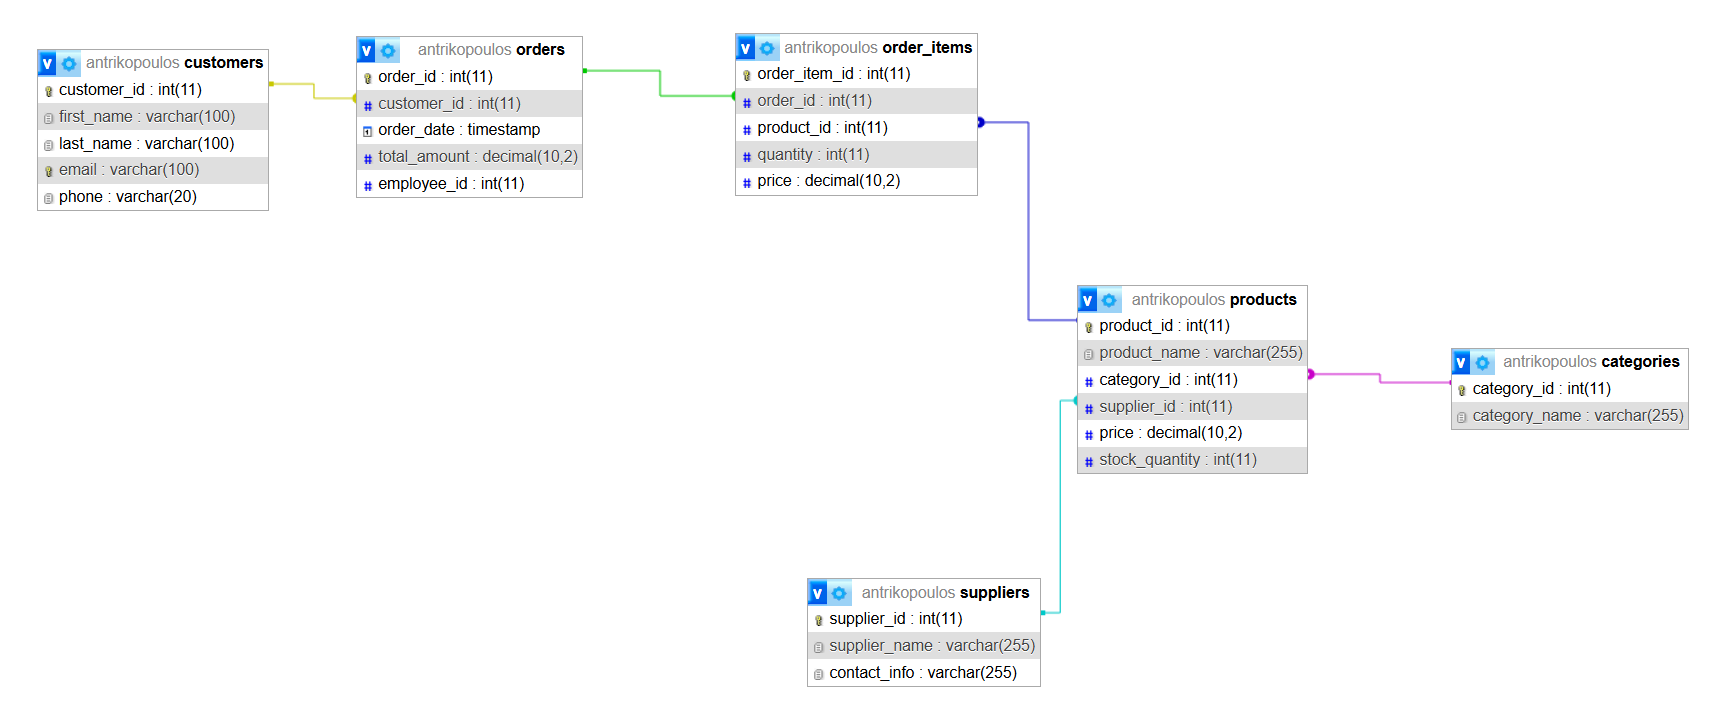 antrikopoulos customers
customer_id : int(11)
first_name : varchar(100)
last_name : varchar(100)
email : varchar(100)
phone : varchar(20)
antrikopoulos orders
order_id : int(11)
customer_id : int(11)
order_date : timestamp
total_amount : decimal(10,2)
employee_id : int(11)
antrikopoulos order_items
order_item_id : int(11)
order_id : int(11)
product_id : int(11)
quantity : int(11)
price : decimal(10,2)
antrikopoulos products
product_id : int(11)
product_name : varchar(255)
category_id : int(11)
supplier_id : int(11)
price : decimal(10,2)
stock_quantity : int(11)
antrikopoulos categories
category_id : int(11)
category_name : varchar(255)
antrikopoulos suppliers
supplier_id : int(11)
supplier_name : varchar(255)
contact_info : varchar(255)